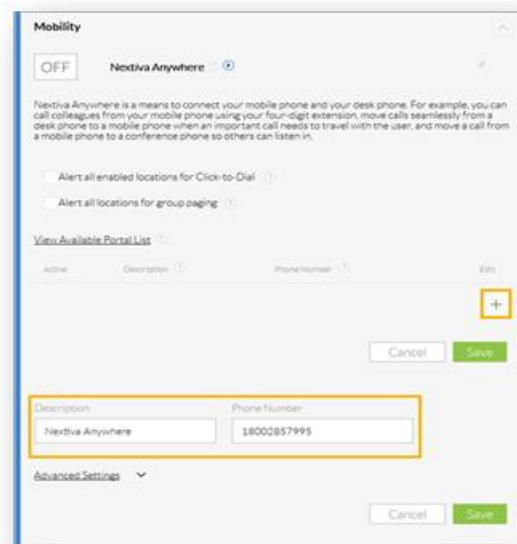 Mobility
OFF Nextiva Anywhere
Nextiva Anywhere is a means to connect your mobile phone and your desk phone. For example, you can
call colleagues from your mobile phone using your four-digit extension, move calls seamlessly from a
desk phone to a mobile phone when an important call needs to travel with the user, and move a call from
a mobile phone to a conference phone so others can listen in.
Alert all enabled locations for Click-to-Dial ?
Alert all locations for group paging ?
View Available Portal List ?
Active Description ? Phone Number ? Edit
+
Cancel Save
Description Phone Number
Nextiva Anywhere 18002857995
Advanced Settings
Cancel Save